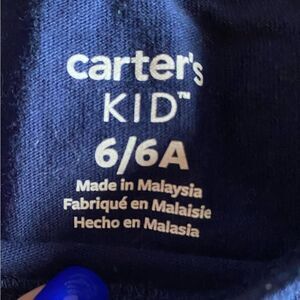 carter's
KID™
6/6A
Made in Malaysia
Fabriqué en Malaisie
Hecho en Malasia